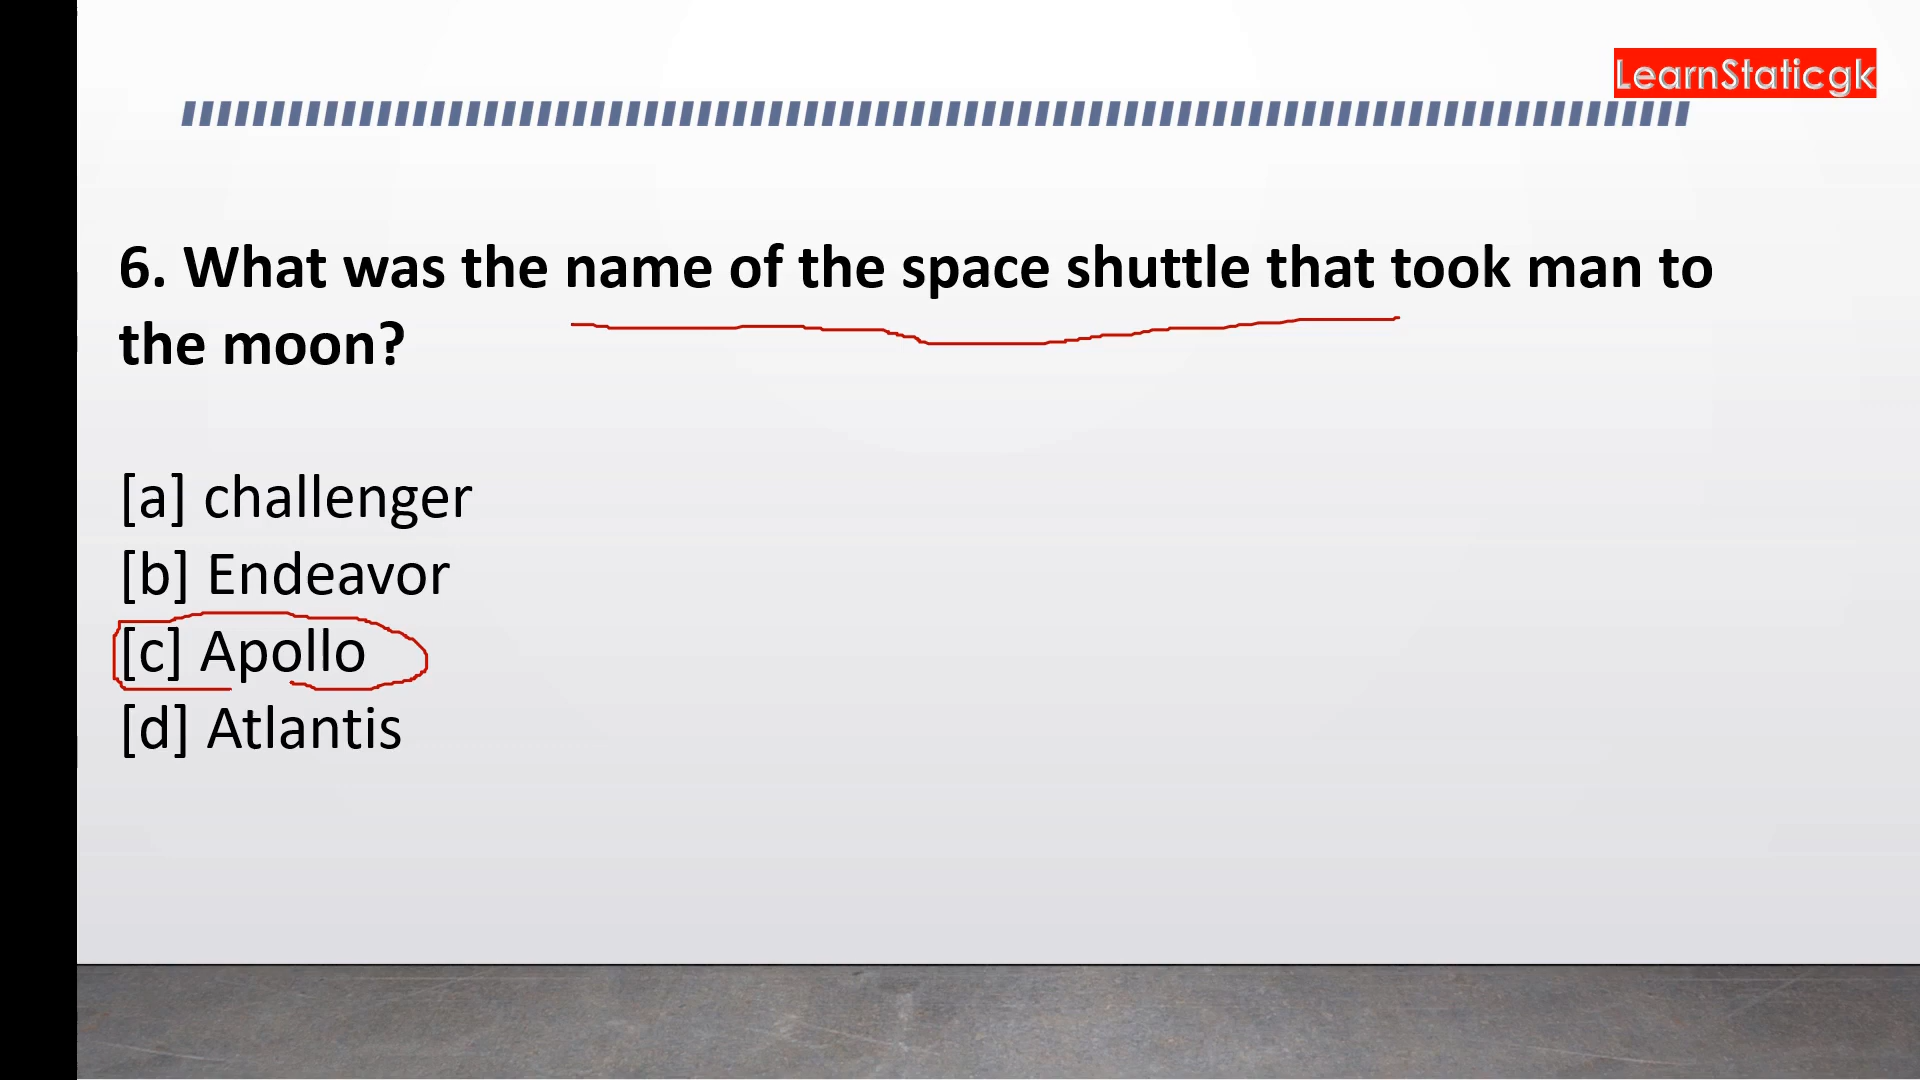 LearnStaticgk
6. What was the name of the space shuttle that took man to
the moon?
[a] challenger
[b] Endeavor
[c] Apollo
[d] Atlantis